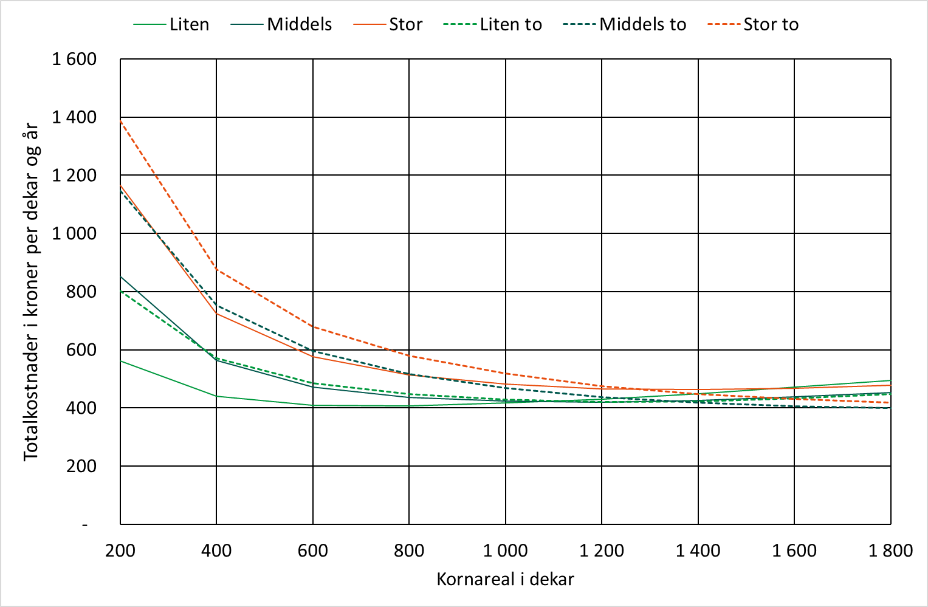 Liten Middels Stor Liten to Middels to Stor to
1 600
1 400
1 200
1 000
800
600
400
200
-
Totalkostnader i kroner per dekar og år
200 400 600 800 1 000 1 200 1 400 1 600 1 800
Kornareal i dekar